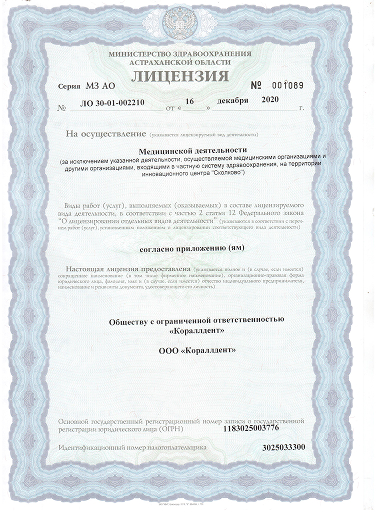 МИНИСТЕРСТВО ЗДРАВООХРАНЕНИЯ
АСТРАХАНСКОЙ ОБЛАСТИ
ЛИЦЕНЗИЯ
Серия МЗ АО № 001089
№ ЛО 30-01-002210 от « 16 » декабря 2020 г.
На осуществление (указывается лицензируемый вид деятельности)
Медицинской деятельности
(за исключением указанной деятельности, осуществляемой медицинскими организациями и
другими организациями, входящими в частную систему здравоохранения, на территории
инновационного центра "Сколково")
Виды работ (услуг), выполняемых (оказываемых) в составе лицензируемого
вида деятельности, в соответствии с частью 2 статьи 12 Федерального закона
"О лицензировании отдельных видов деятельности" (указываются в соответствии с переч-
нем работ (услуг), установленным положением о лицензировании соответствующего вида деятельности)
согласно приложению (ям)
Настоящая лицензия предоставлена (указывается полное и (в случае, если имеется)
сокращенное наименование (в том числе фирменное наименование), организационно-правовая форма
юридического лица, фамилия, имя и (в случае, если имеется) отчество индивидуального предпринимателя,
наименование и реквизиты документа, удостоверяющего личность)
Обществу с ограниченной ответственностью
«Кораллдент»
ООО «Кораллдент»
Основной государственный регистрационный номер записи о государственной
регистрации юридического лица (ОГРН) 1183025003776
Идентификационный номер налогоплательщика 3025033300